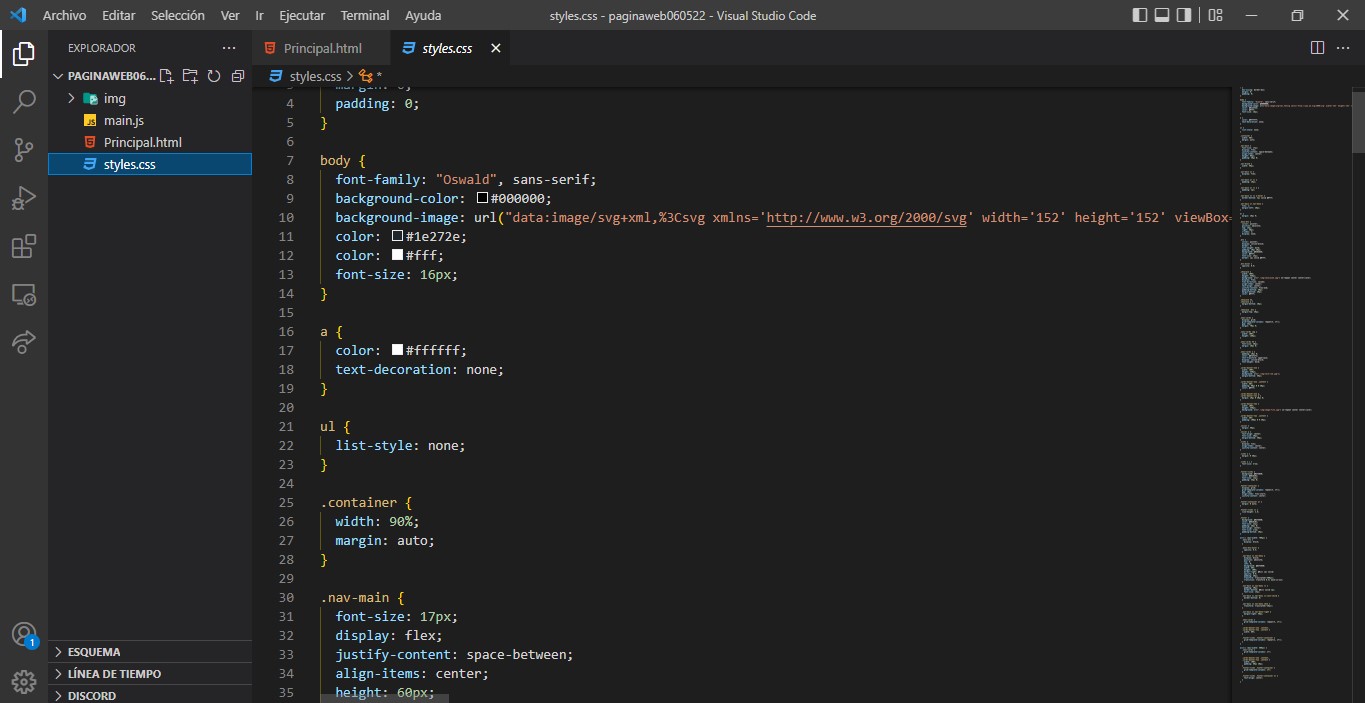 Archivo Editar Selección Ver Ir Ejecutar Terminal Ayuda
styles.css - paginaweb060522 - Visual Studio Code
EXPLORADOR
PAGINAWEB06...
img
main.js
Principal.html
styles.css
ESQUEMA
LÍNEA DE TIEMPO
DISCORD
1
Principal.html
styles.css
styles.css > *
3 margin: 0;
4 padding: 0;
5 }
6
7 body {
8 font-family: "Oswald", sans-serif;
9 background-color: #000000;
10 background-image: url("data:image/svg+xml,%3Csvg xmlns='http://www.w3.org/2000/svg' width='152' height='152' viewBox=
11 color: #1e272e;
12 color: #fff;
13 font-size: 16px;
14 }
15
16 a {
17 color: #ffffff;
18 text-decoration: none;
19 }
20
21 ul {
22 list-style: none;
23 }
24
25 .container {
26 width: 90%;
27 margin: auto;
28 }
29
30 .nav-main {
31 font-size: 17px;
32 display: flex;
33 justify-content: space-between;
34 align-items: center;
35 height: 60px;